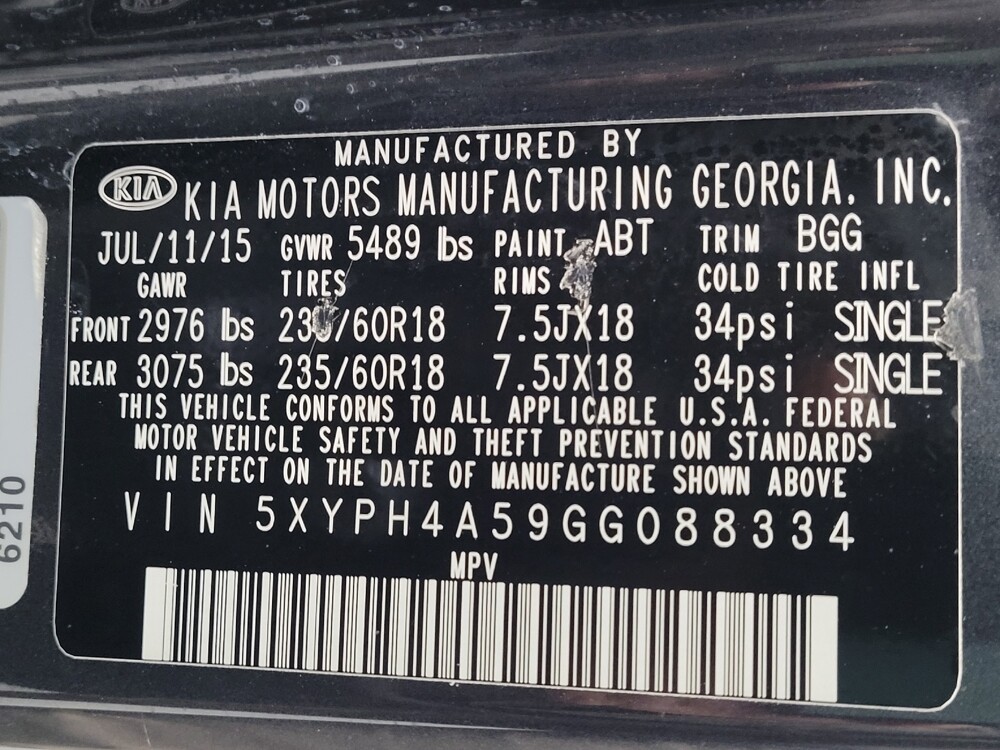 MANUFACTURED BY
KIA KIA MOTORS MANUFACTURING GEORGIA, INC.
JUL/11/15 GVWR 5489 lbs PAINT ABT TRIM BGG
GAWR TIRES RIMS COLD TIRE INFL
FRONT 2976 lbs 235/60R18 7.5JX18 34psi SINGLE
REAR 3075 lbs 235/60R18 7.5JX18 34psi SINGLE
THIS VEHICLE CONFORMS TO ALL APPLICABLE U.S.A. FEDERAL
MOTOR VEHICLE SAFETY AND THEFT PREVENTION STANDARDS
IN EFFECT ON THE DATE OF MANUFACTURE SHOWN ABOVE
VIN 5XYPH4A59GG088334
MPV
6210